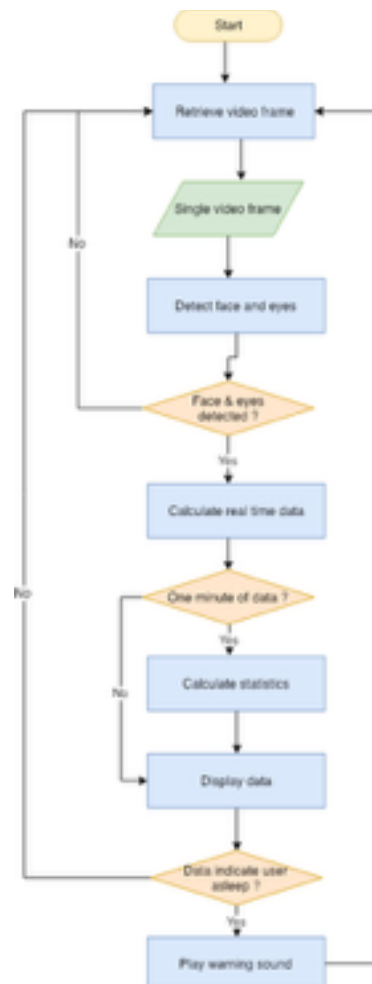 Start
Retrieve video frame
Single video frame
No
Detect face and eyes
Face & eyes
detected ?
Yes
Calculate real time data
One minute of data ?
No
Yes
Calculate statistics
No
Display data
Data indicate user
asleep ?
Yes
Play warning sound